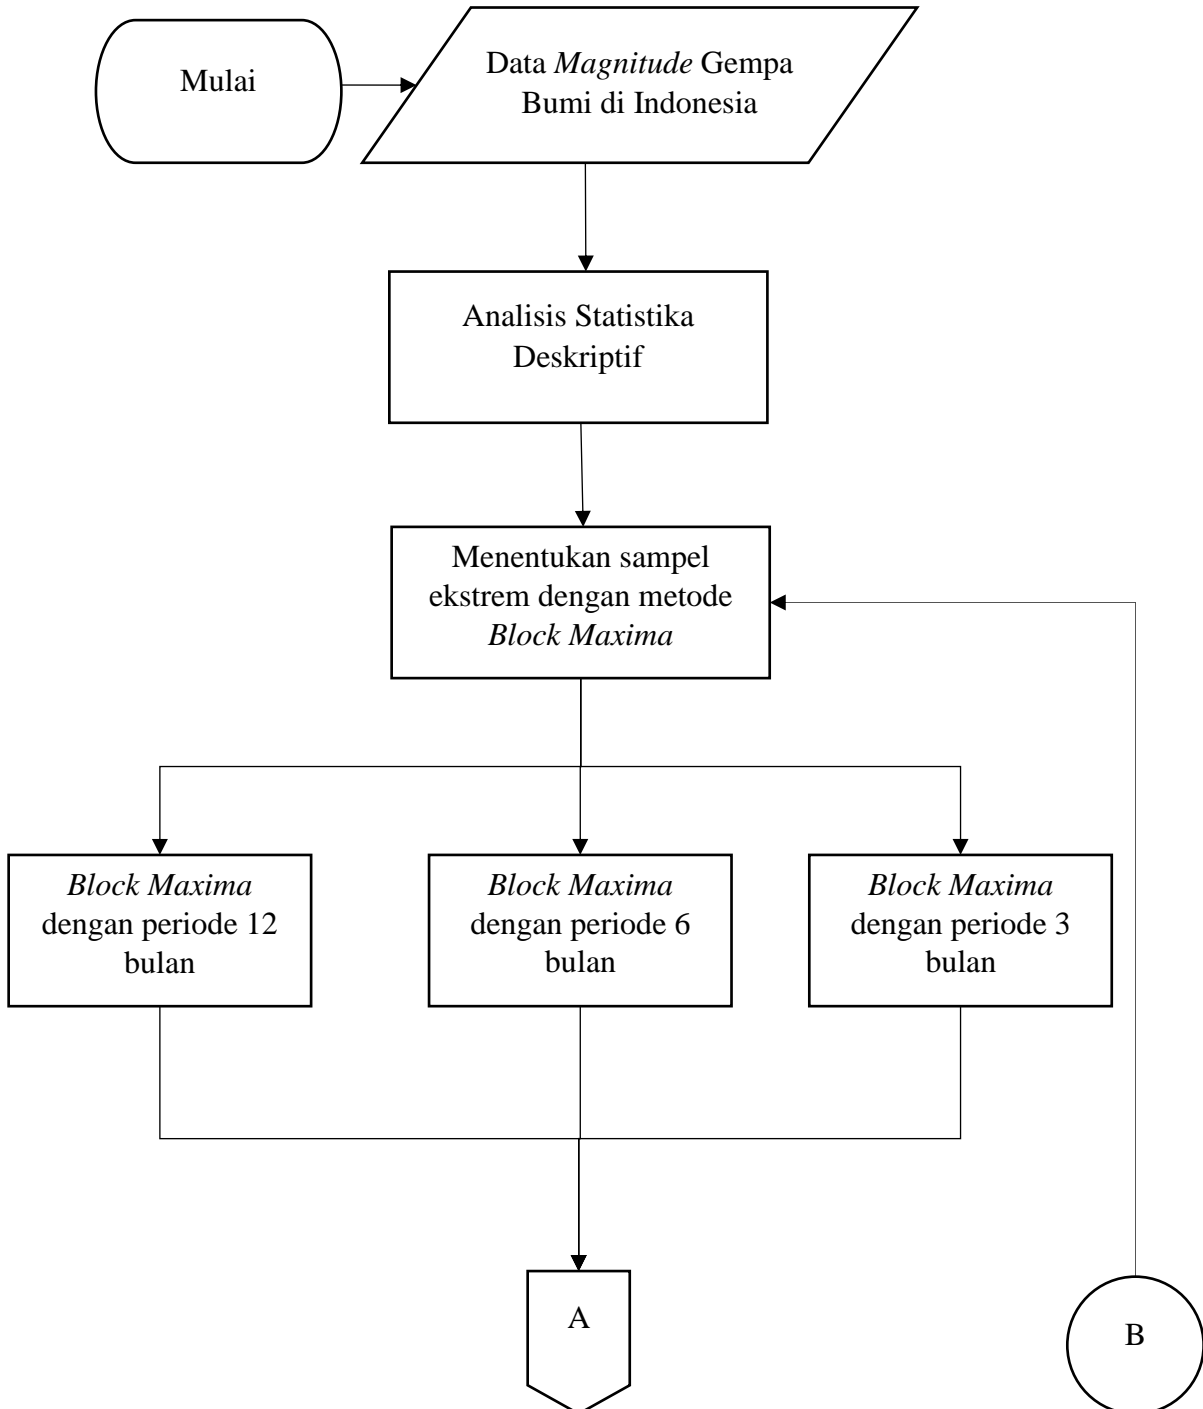 Mulai
Data Magnitude Gempa
Bumi di Indonesia
Analisis Statistika
Deskriptif
Menentukan sampel
ekstrem dengan metode
Block Maxima
Block Maxima
dengan periode 12
bulan
Block Maxima
dengan periode 6
bulan
Block Maxima
dengan periode 3
bulan
A
B